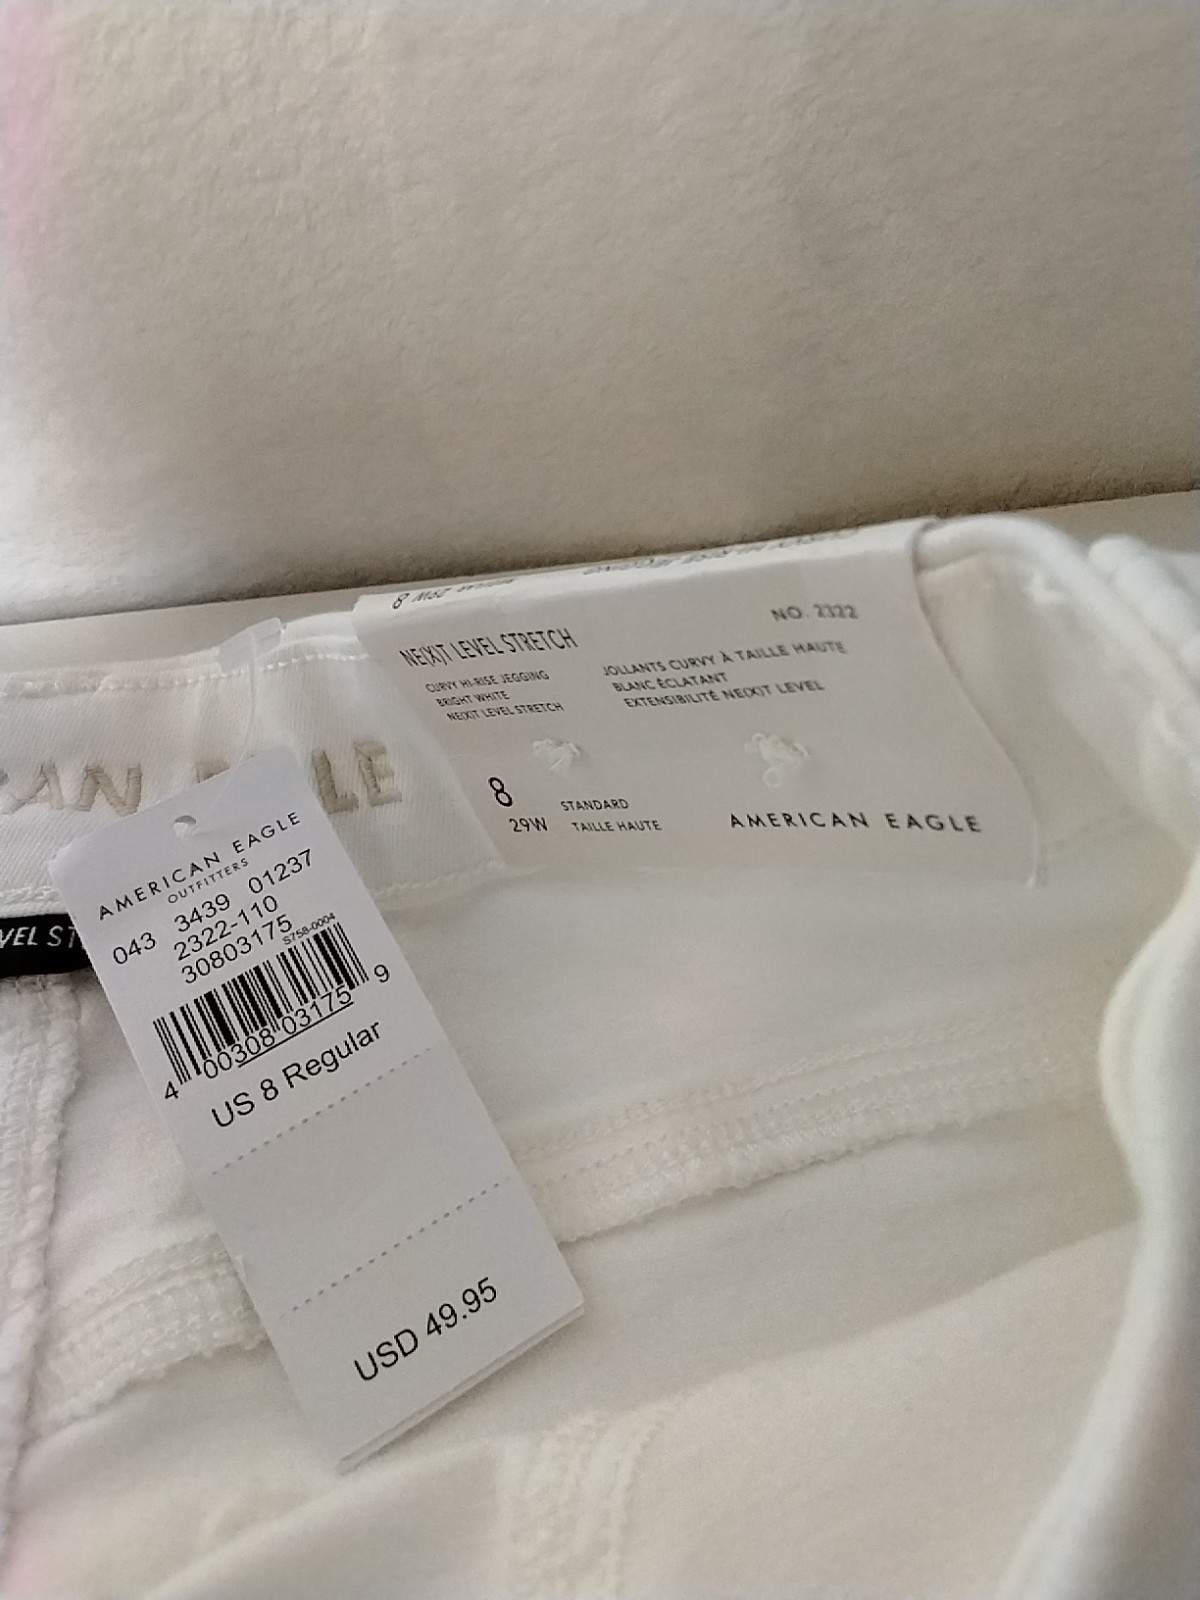 NE(X)T LEVEL STRETCH
NO. 2322
CURVY HI-RISE JEGGING
BRIGHT WHITE
NE(X)T LEVEL STRETCH
JOLLANTS CURVY À TAILLE HAUTE
BLANC ÉCLATANT
EXTENSIBILITÉ NE(X)T LEVEL
8
29W
STANDARD
TAILLE HAUTE
AMERICAN EAGLE
AMERICAN EAGLE
OUTFITTERS
043 3439 01237
2322-110
30803175
S758-0004
4 00308 03175 9
US 8 Regular
USD 49.95